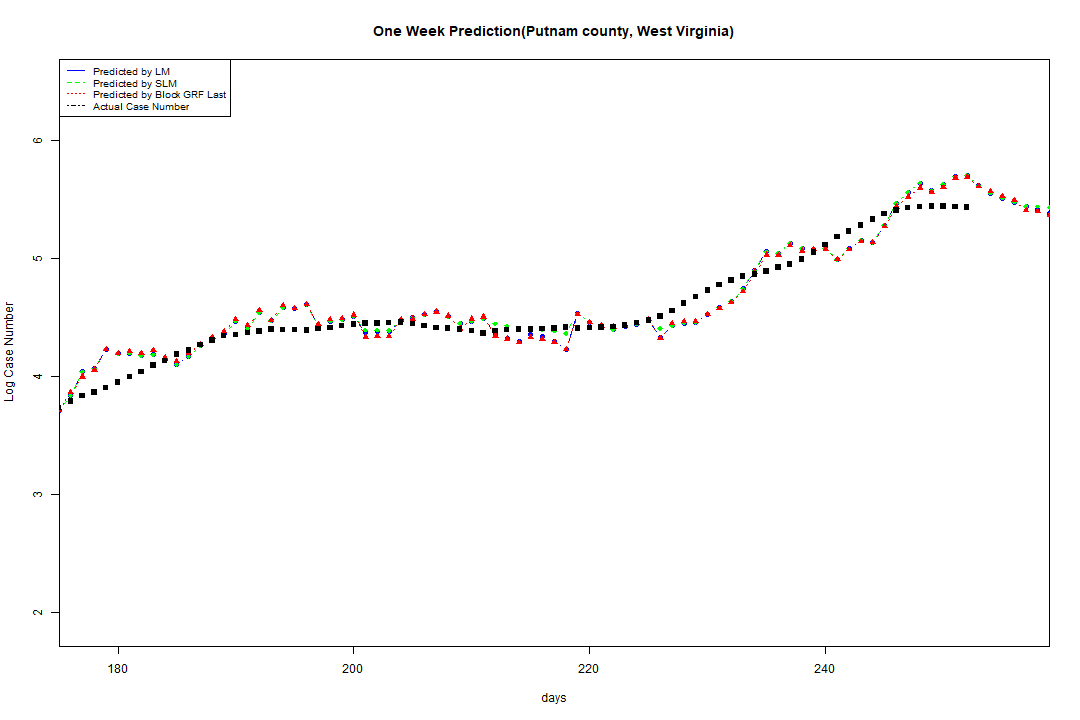 One Week Prediction(Putnam county, West Virginia)
Predicted by LM
Predicted by SLM
Predicted by Block GRF Last
Actual Case Number
6
5
4
3
2
Log Case Number
180 200 220 240
days